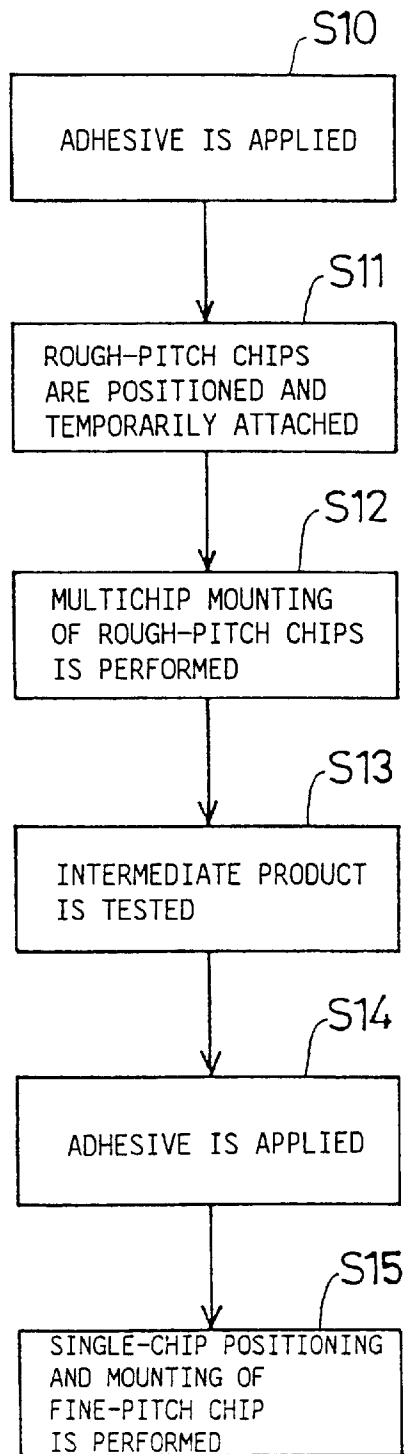 S10
ADHESIVE IS APPLIED
S11
ROUGH-PITCH CHIPS
ARE POSITIONED AND
TEMPORARILY ATTACHED
S12
MULTICHIP MOUNTING
OF ROUGH-PITCH CHIPS
IS PERFORMED
S13
INTERMEDIATE PRODUCT
IS TESTED
S14
ADHESIVE IS APPLIED
S15
SINGLE-CHIP POSITIONING
AND MOUNTING OF
FINE-PITCH CHIP
IS PERFORMED